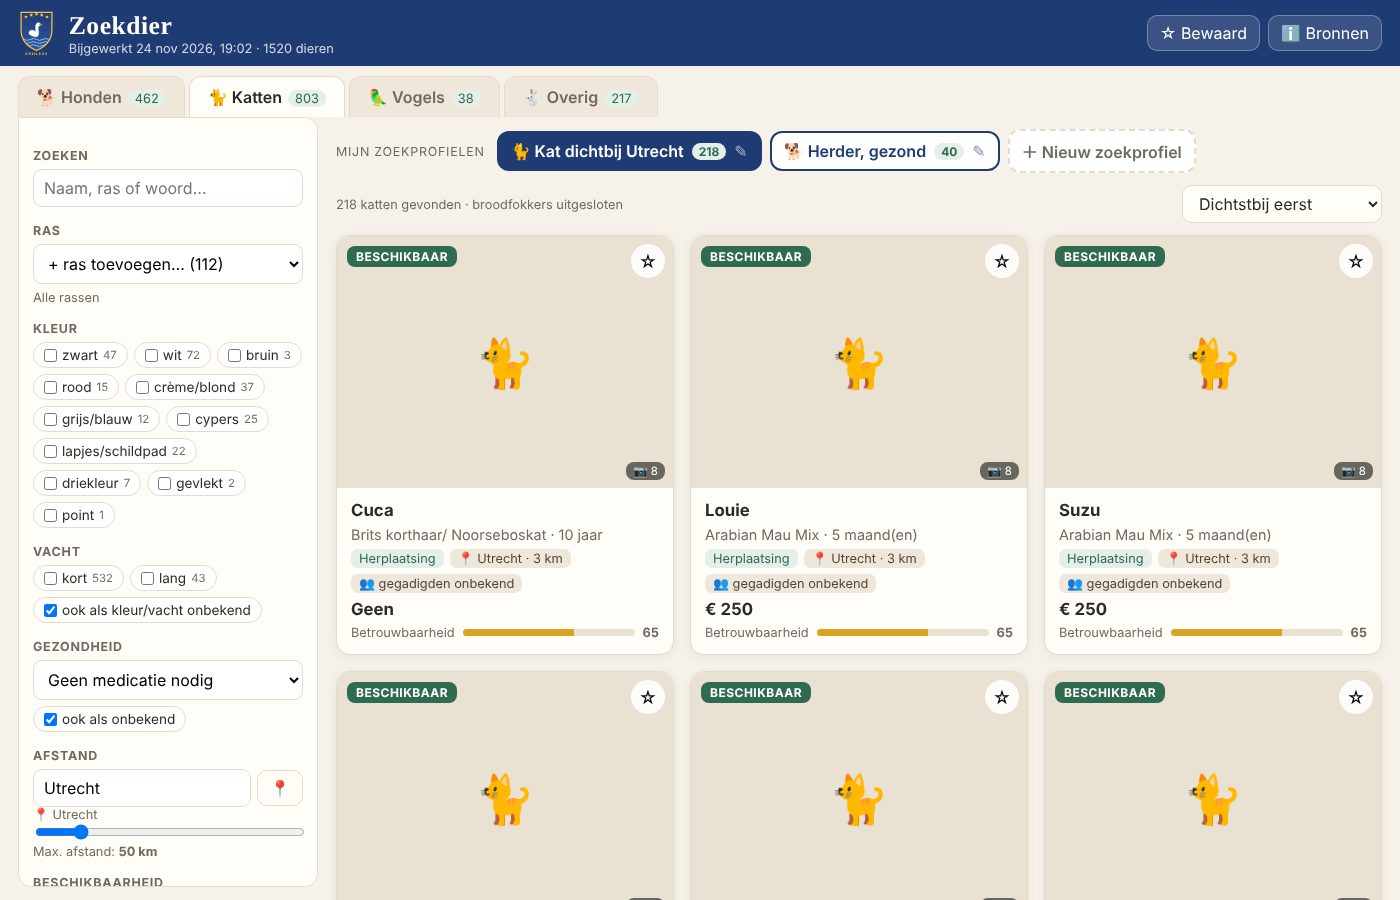 Zoekdier
Bijgewerkt 24 nov 2026, 19:02 · 1520 dieren
☆ Bewaard
ℹ️ Bronnen
🐕 Honden 462
🐈 Katten 803
🦜 Vogels 38
🐇 Overig 217
ZOEKEN
Naam, ras of woord...
RAS
+ ras toevoegen... (112)
Alle rassen
KLEUR
zwart 47
wit 72
bruin 3
rood 15
crème/blond 37
grijs/blauw 12
cypers 25
lapjes/schildpad 22
driekleur 7
gevlekt 2
point 1
VACHT
kort 532
lang 43
ook als kleur/vacht onbekend
GEZONDHEID
Geen medicatie nodig
ook als onbekend
AFSTAND
Utrecht
📍 Utrecht
Max. afstand: 50 km
BESCHIKBAARHEID
MIJN ZOEKPROFIELEN
🐈 Kat dichtbij Utrecht 218 ✎
🐕 Herder, gezond 40 ✎
+ Nieuw zoekprofiel
218 katten gevonden · broodfokkers uitgesloten
Dichtstbij eerst
BESCHIKBAAR
📷 8
Cuca
Brits korthaar/ Noorseboskat · 10 jaar
Herplaatsing
📍 Utrecht · 3 km
👥 gegadigden onbekend
Geen
Betrouwbaarheid 65
BESCHIKBAAR
📷 8
Louie
Arabian Mau Mix · 5 maand(en)
Herplaatsing
📍 Utrecht · 3 km
👥 gegadigden onbekend
€ 250
Betrouwbaarheid 65
BESCHIKBAAR
📷 8
Suzu
Arabian Mau Mix · 5 maand(en)
Herplaatsing
📍 Utrecht · 3 km
👥 gegadigden onbekend
€ 250
Betrouwbaarheid 65
BESCHIKBAAR
BESCHIKBAAR
BESCHIKBAAR